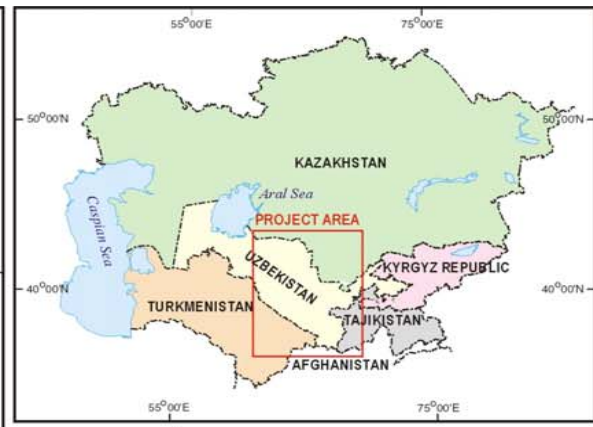 55°00'E
75°00'E
50°00'N
50°00'N
KAZAKHSTAN
Aral Sea
Caspian Sea
PROJECT AREA
UZBEKISTAN
KYRGYZ REPUBLIC
40°00'N
40°00'N
TURKMENISTAN
TAJIKISTAN
AFGHANISTAN
55°00'E
75°00'E